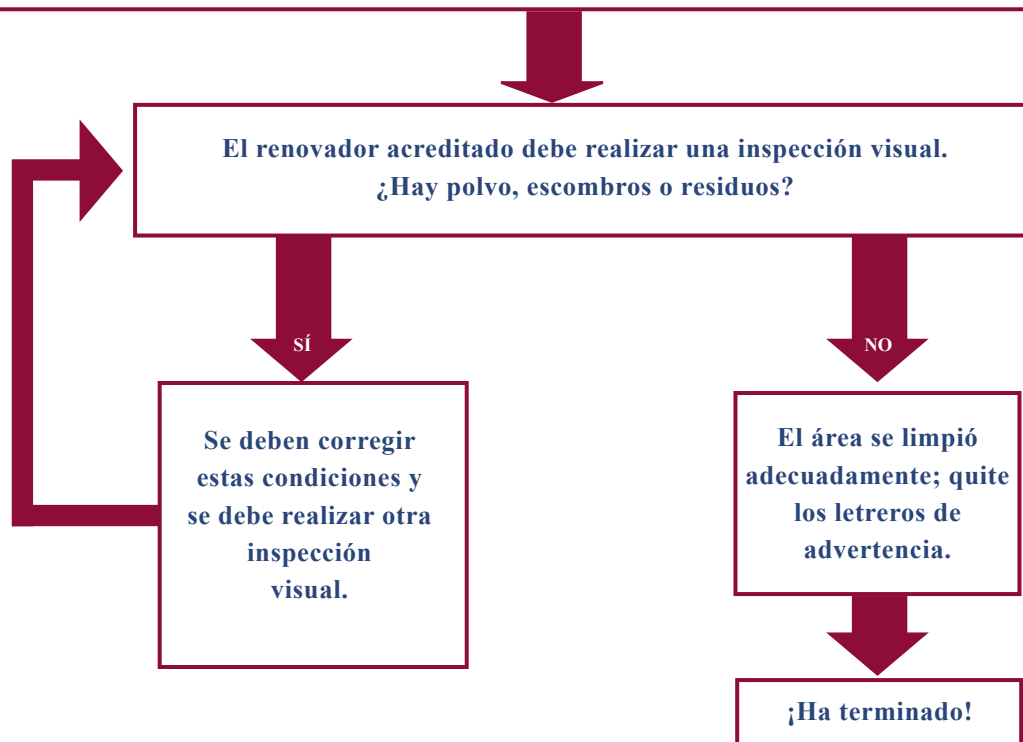 El renovador acreditado debe realizar una inspección visual.
¿Hay polvo, escombros o residuos?
SÍ
NO
Se deben corregir
estas condiciones y
se debe realizar otra
inspección
visual.
El área se limpió
adecuadamente; quite
los letreros de
advertencia.
¡Ha terminado!